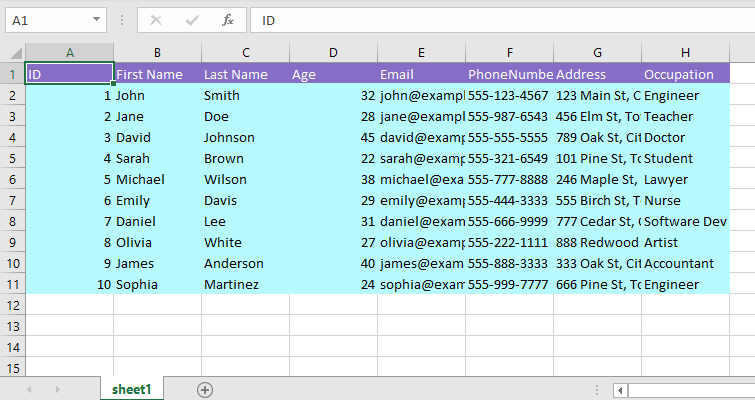 A1 fx ID
A B C D E F G H
1 ID First Name Last Name Age Email PhoneNumbe Address Occupation
2 1 John Smith 32 john@exampl 555-123-4567 123 Main St, C Engineer
3 2 Jane Doe 28 jane@examp 555-987-6543 456 Elm St, To Teacher
4 3 David Johnson 45 david@examp 555-555-5555 789 Oak St, Cit Doctor
5 4 Sarah Brown 22 sarah@examp 555-321-6549 101 Pine St, To Student
6 5 Michael Wilson 38 michael@exa 555-777-8888 246 Maple St, Lawyer
7 6 Emily Davis 29 emily@examp 555-444-3333 555 Birch St, T Nurse
8 7 Daniel Lee 31 daniel@exam 555-666-9999 777 Cedar St, C Software Dev
9 8 Olivia White 27 olivia@examp 555-222-1111 888 Redwood Artist
10 9 James Anderson 40 james@exam 555-888-3333 333 Oak St, Cit Accountant
11 10 Sophia Martinez 24 sophia@exam 555-999-7777 666 Pine St, To Engineer
12
13
14
15
sheet1